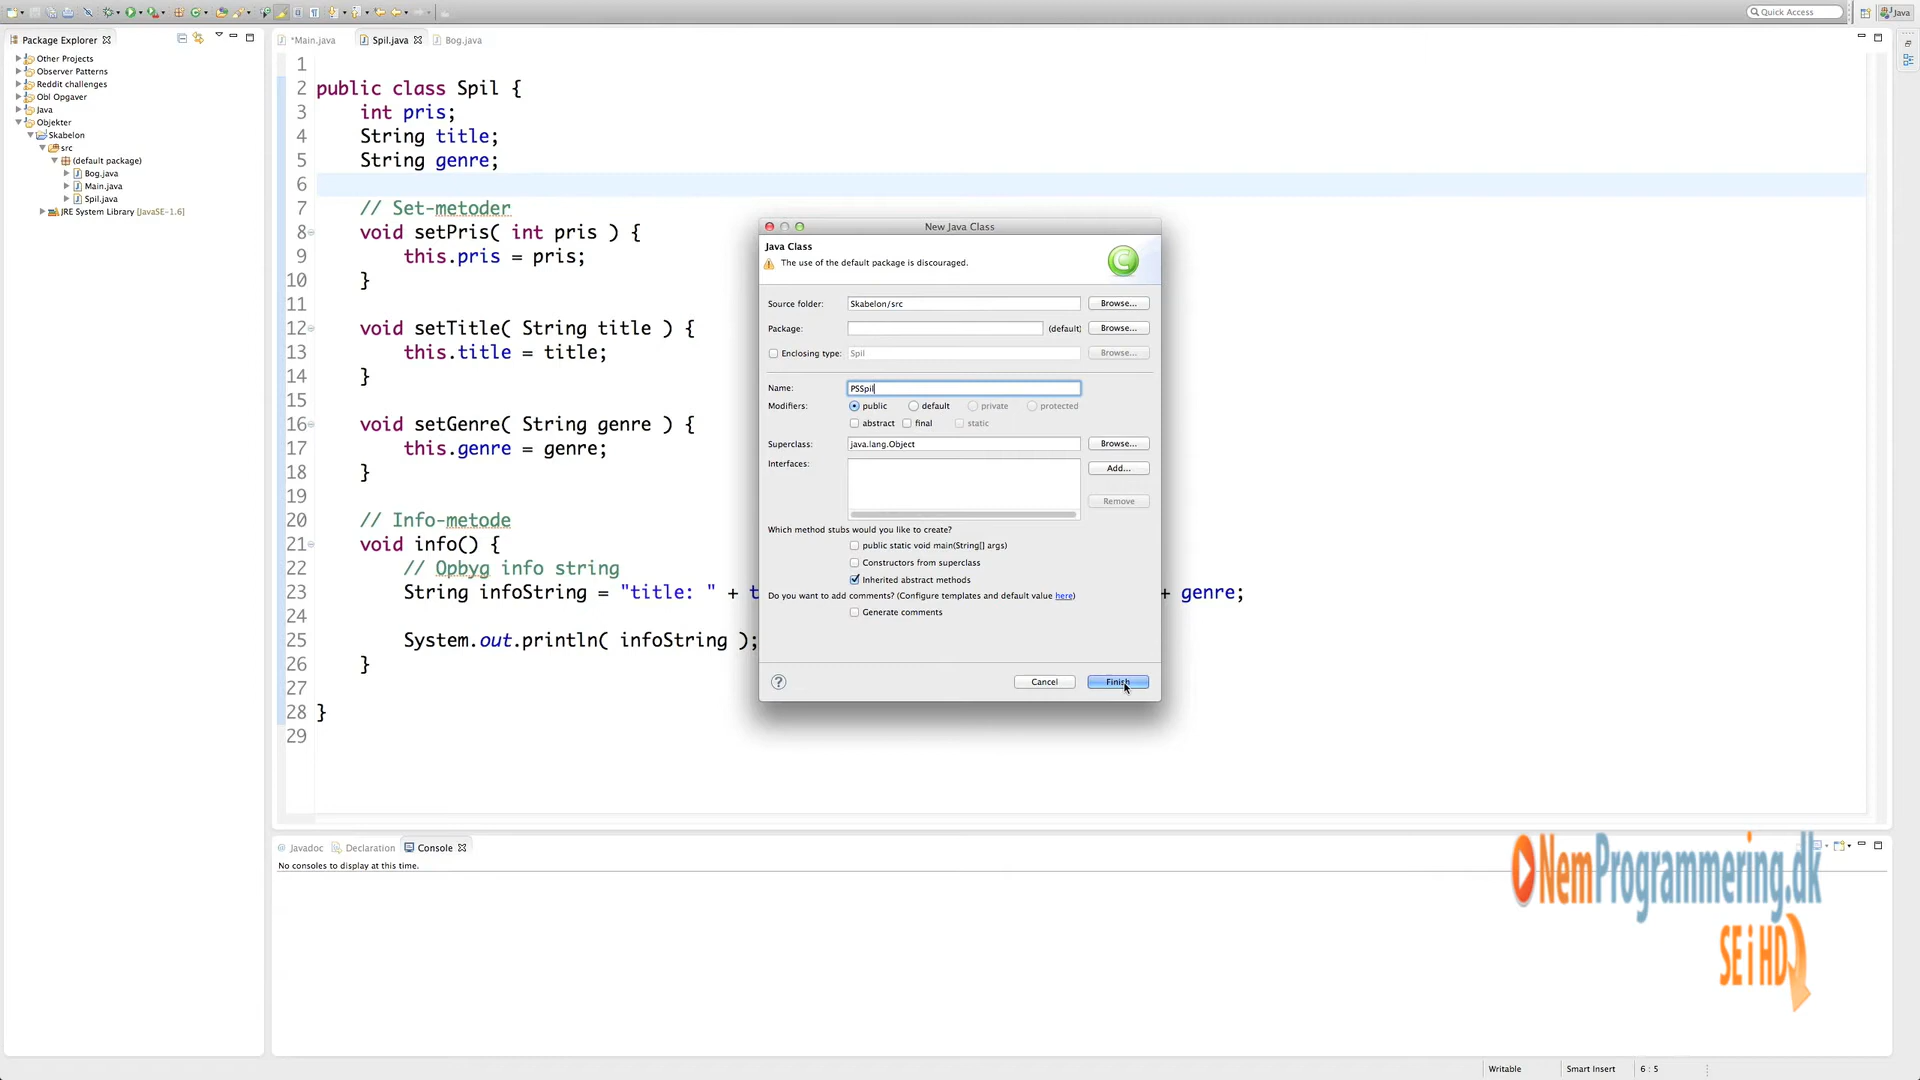 Quick Access
Java
Package Explorer
*Main.java
Spil.java
Bog.java
Other Projects
Observer Patterns
Reddit challenges
Obl Opgaver
Java
Objekter
Skabelon
src
(default package)
Bog.java
Main.java
Spil.java
JRE System Library [JavaSE-1.6]
1
2 public class Spil {
3 int pris;
4 String title;
5 String genre;
6
7 // Set-metoder
8 void setPris( int pris ) {
9 this.pris = pris;
10 }
11
12 void setTitle( String title ) {
13 this.title = title;
14 }
15
16 void setGenre( String genre ) {
17 this.genre = genre;
18 }
19
20 // Info-metode
21 void info() {
22 // Opbyg info string
23 String infoString = "title: " + t + genre;
24
25 System.out.println( infoString );
26 }
27
28 }
29
New Java Class
Java Class
The use of the default package is discouraged.
C
Source folder: Skabelon/src Browse...
Package: (default) Browse...
Enclosing type: Spil Browse...
Name: PSSpil
Modifiers: public default private protected
abstract final static
Superclass: java.lang.Object Browse...
Interfaces: Add...
Remove
Which method stubs would you like to create?
public static void main(String[] args)
Constructors from superclass
Inherited abstract methods
Do you want to add comments? (Configure templates and default value here)
Generate comments
? Cancel Finish
@ Javadoc Declaration Console
No consoles to display at this time.
NemProgrammering.dk
SE i HD
Writable Smart Insert 6 : 5